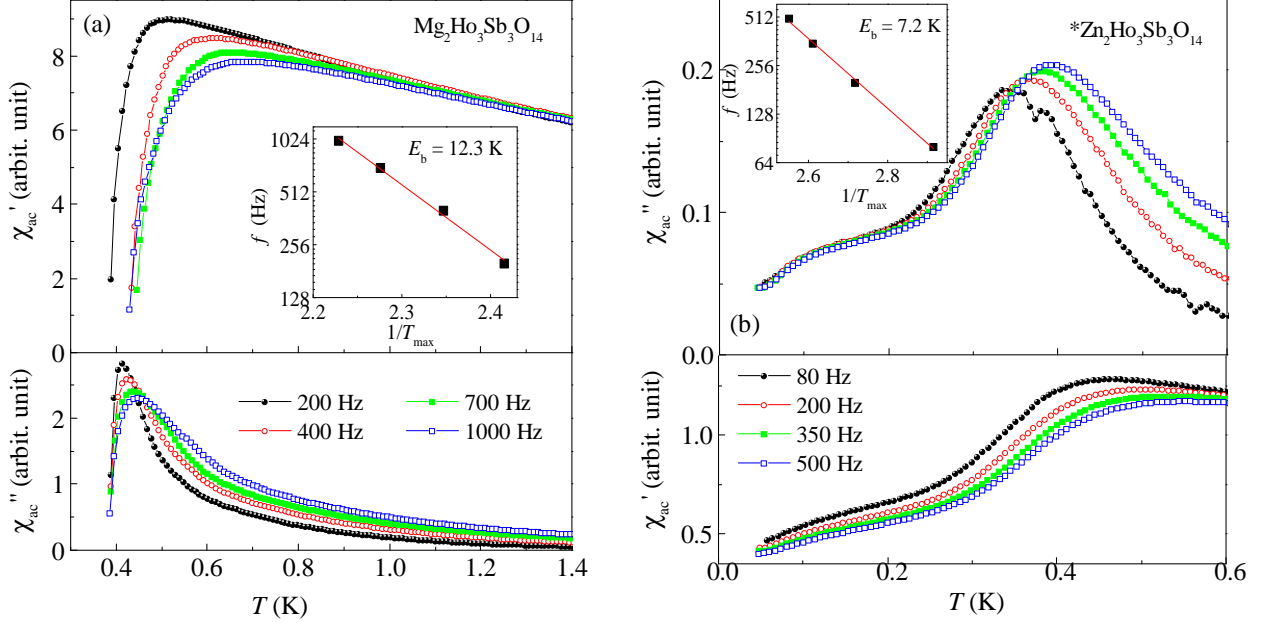 (a)
Mg₂Ho₃Sb₃O₁₄
χac' (arbit. unit)
8
6
4
2
0
E_b = 12.3 K
f (Hz)
1024
512
256
128
2.2
2.3
2.4
1/T_max
χac'' (arbit. unit)
2
1
0
200 Hz
400 Hz
700 Hz
1000 Hz
0.4
0.6
0.8
1.0
1.2
1.4
T (K)
*Zn₂Ho₃Sb₃O₁₄
(b)
χac'' (arbit. unit)
0.2
0.1
0.0
E_b = 7.2 K
f (Hz)
512
256
128
64
2.6
2.8
1/T_max
χac' (arbit. unit)
1.0
0.5
80 Hz
200 Hz
350 Hz
500 Hz
0.0
0.2
0.4
0.6
T (K)